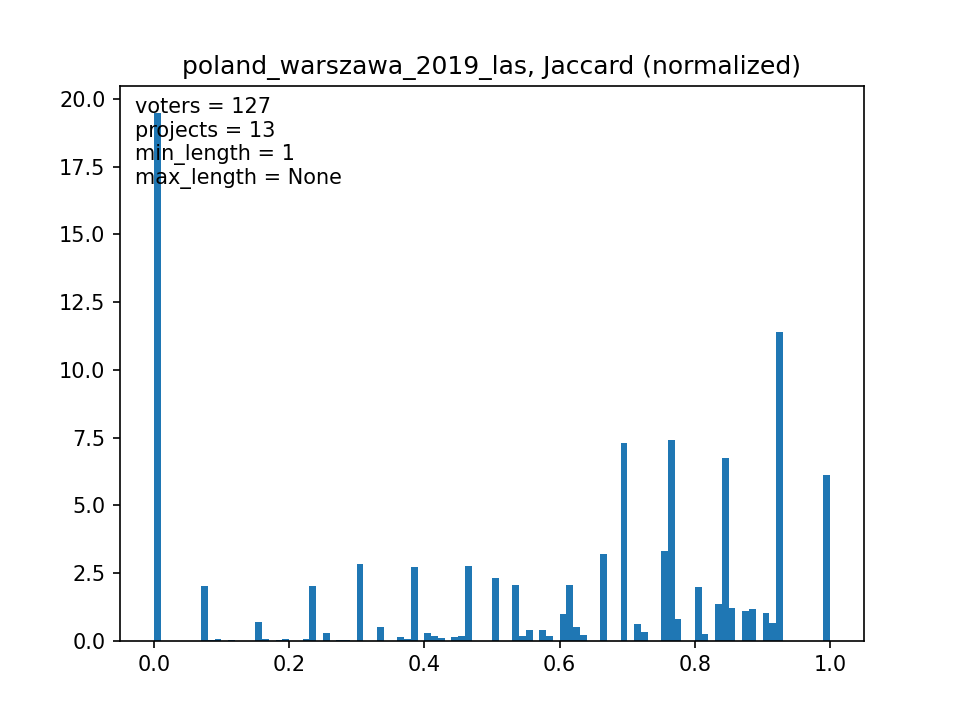 poland_warszawa_2019_las, Jaccard (normalized)
voters = 127
projects = 13
min_length = 1
max_length = None
20.0
17.5
15.0
12.5
10.0
7.5
5.0
2.5
0.0
0.0 0.2 0.4 0.6 0.8 1.0